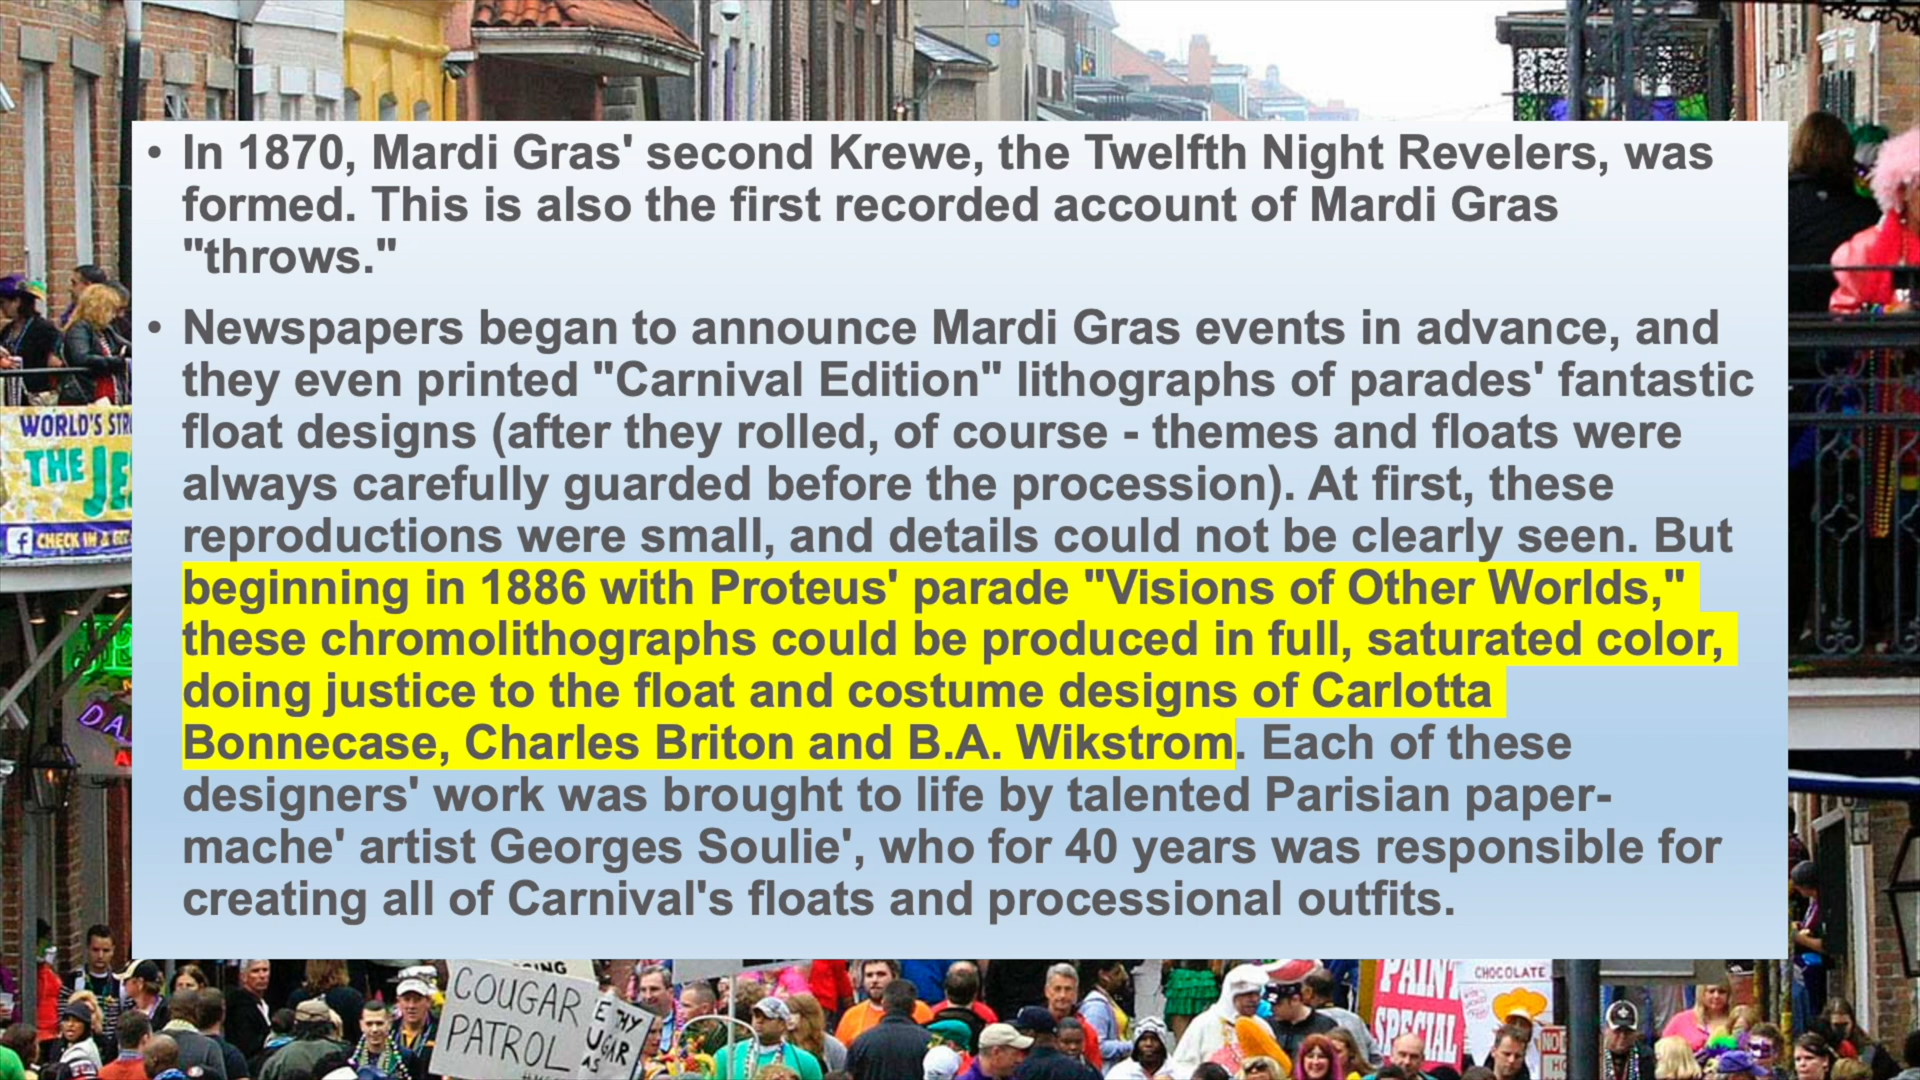 • In 1870, Mardi Gras' second Krewe, the Twelfth Night Revelers, was
formed. This is also the first recorded account of Mardi Gras
"throws."
• Newspapers began to announce Mardi Gras events in advance, and
they even printed "Carnival Edition" lithographs of parades' fantastic
float designs (after they rolled, of course - themes and floats were
always carefully guarded before the procession). At first, these
reproductions were small, and details could not be clearly seen. But
beginning in 1886 with Proteus' parade "Visions of Other Worlds,"
these chromolithographs could be produced in full, saturated color,
doing justice to the float and costume designs of Carlotta
Bonnecase, Charles Briton and B.A. Wikstrom. Each of these
designers' work was brought to life by talented Parisian paper-
mache' artist Georges Soulie', who for 40 years was responsible for
creating all of Carnival's floats and processional outfits.
WORLD'S
THE
CHECK IN &
COUGAR
PATROL
CHOCOLATE
SPECIAL